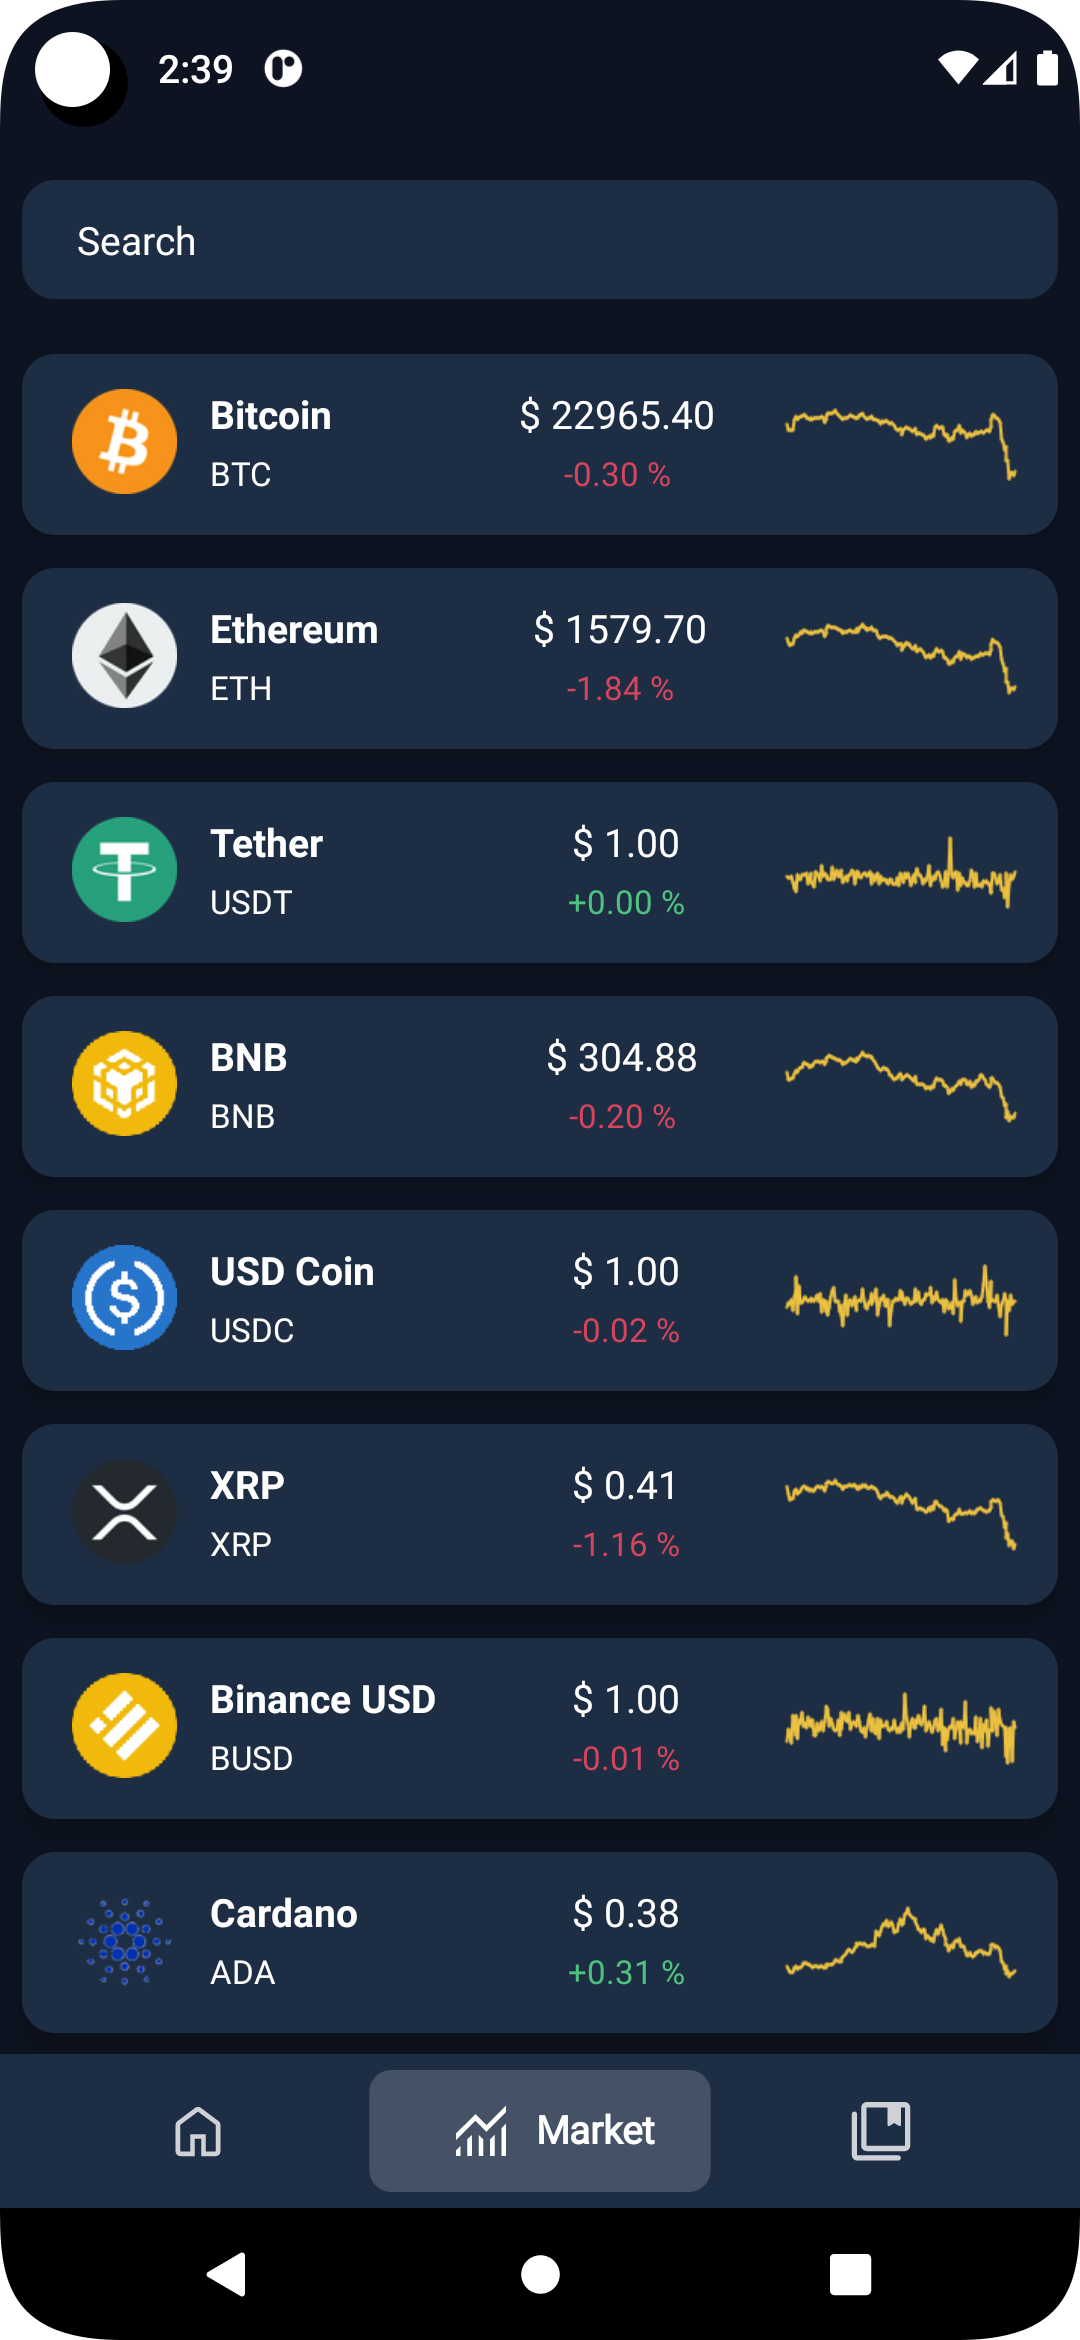 2:39
Search
Bitcoin
$ 22965.40
BTC
-0.30 %
Ethereum
$ 1579.70
ETH
-1.84 %
Tether
$ 1.00
USDT
+0.00 %
BNB
$ 304.88
BNB
-0.20 %
USD Coin
$ 1.00
USDC
-0.02 %
XRP
$ 0.41
XRP
-1.16 %
Binance USD
$ 1.00
BUSD
-0.01 %
Cardano
$ 0.38
ADA
+0.31 %
Market